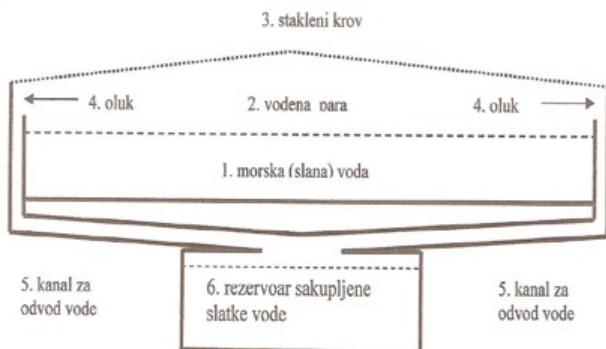 3. stakleni krov
4. oluk
2. vodena para
4. oluk
1. morska (slana) voda
5. kanal za
odvod vode
6. rezervoar sakupljene
slatke vode
5. kanal za
odvod vode